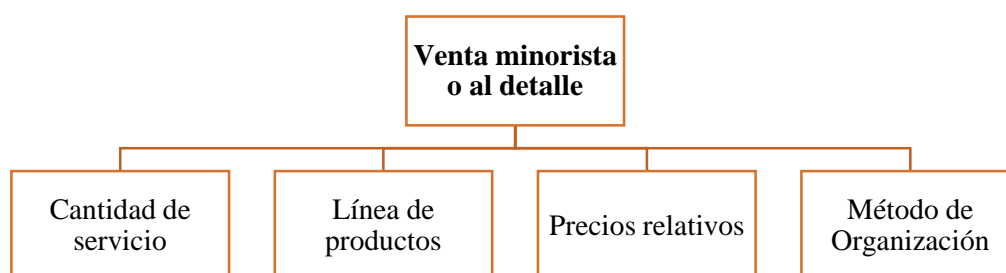 Venta minorista
o al detalle
Cantidad de
servicio
Línea de
productos
Precios relativos
Método de
Organización